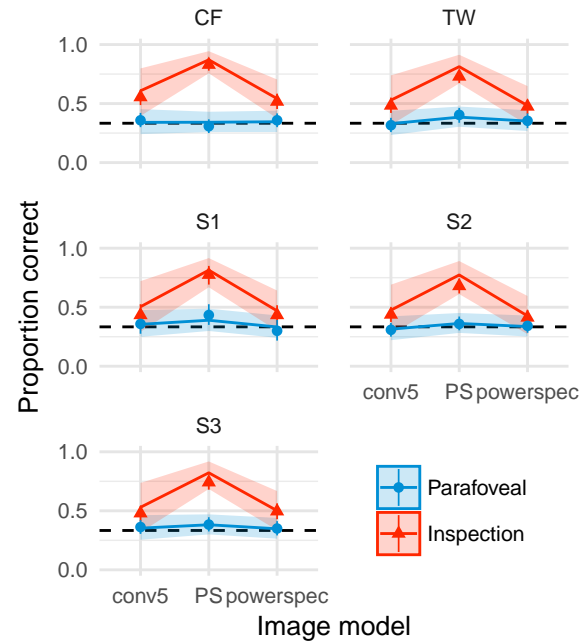 CF
TW
1.0
0.5
0.0
S1
S2
1.0
0.5
0.0
conv5 PS powerspec
S3
1.0
0.5
0.0
conv5 PS powerspec
Proportion correct
Image model
Parafoveal
Inspection